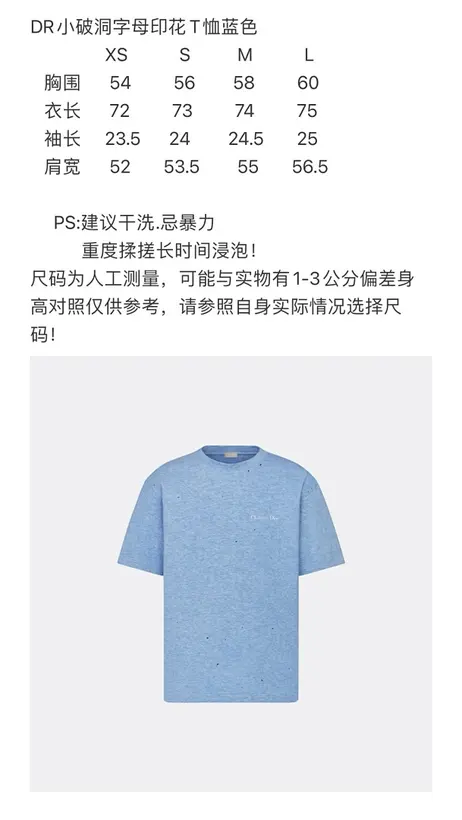 DR小破洞字母印花T恤蓝色
XS S M L
胸围 54 56 58 60
衣长 72 73 74 75
袖长 23.5 24 24.5 25
肩宽 52 53.5 55 56.5
PS:建议干洗.忌暴力
重度揉搓长时间浸泡！
尺码为人工测量，可能与实物有1-3公分偏差身
高对照仅供参考，请参照自身实际情况选择尺
码！